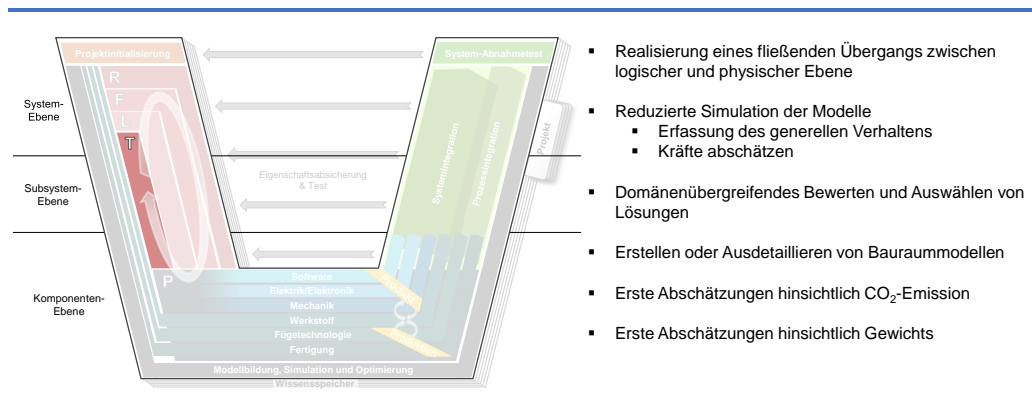 Projektinitialisierung
System-Abnahmetest
R
F
L
T
P
System-
Ebene
Subsystem-
Ebene
Komponenten-
Ebene
Eigenschaftsabsicherung
& Test
Systemintegration
Prozessintegration
Projekt
Software
Elektrik/Elektronik
Mechanik
Werkstoff
Fügetechnologie
Fertigung
Produkt
Modellbildung, Simulation und Optimierung
Wissensspeicher
▪ Realisierung eines fließenden Übergangs zwischen
logischer und physischer Ebene
▪ Reduzierte Simulation der Modelle
▪ Erfassung des generellen Verhaltens
▪ Kräfte abschätzen
▪ Domänenübergreifendes Bewerten und Auswählen von
Lösungen
▪ Erstellen oder Ausdetaillieren von Bauraummodellen
▪ Erste Abschätzungen hinsichtlich CO₂-Emission
▪ Erste Abschätzungen hinsichtlich Gewichts